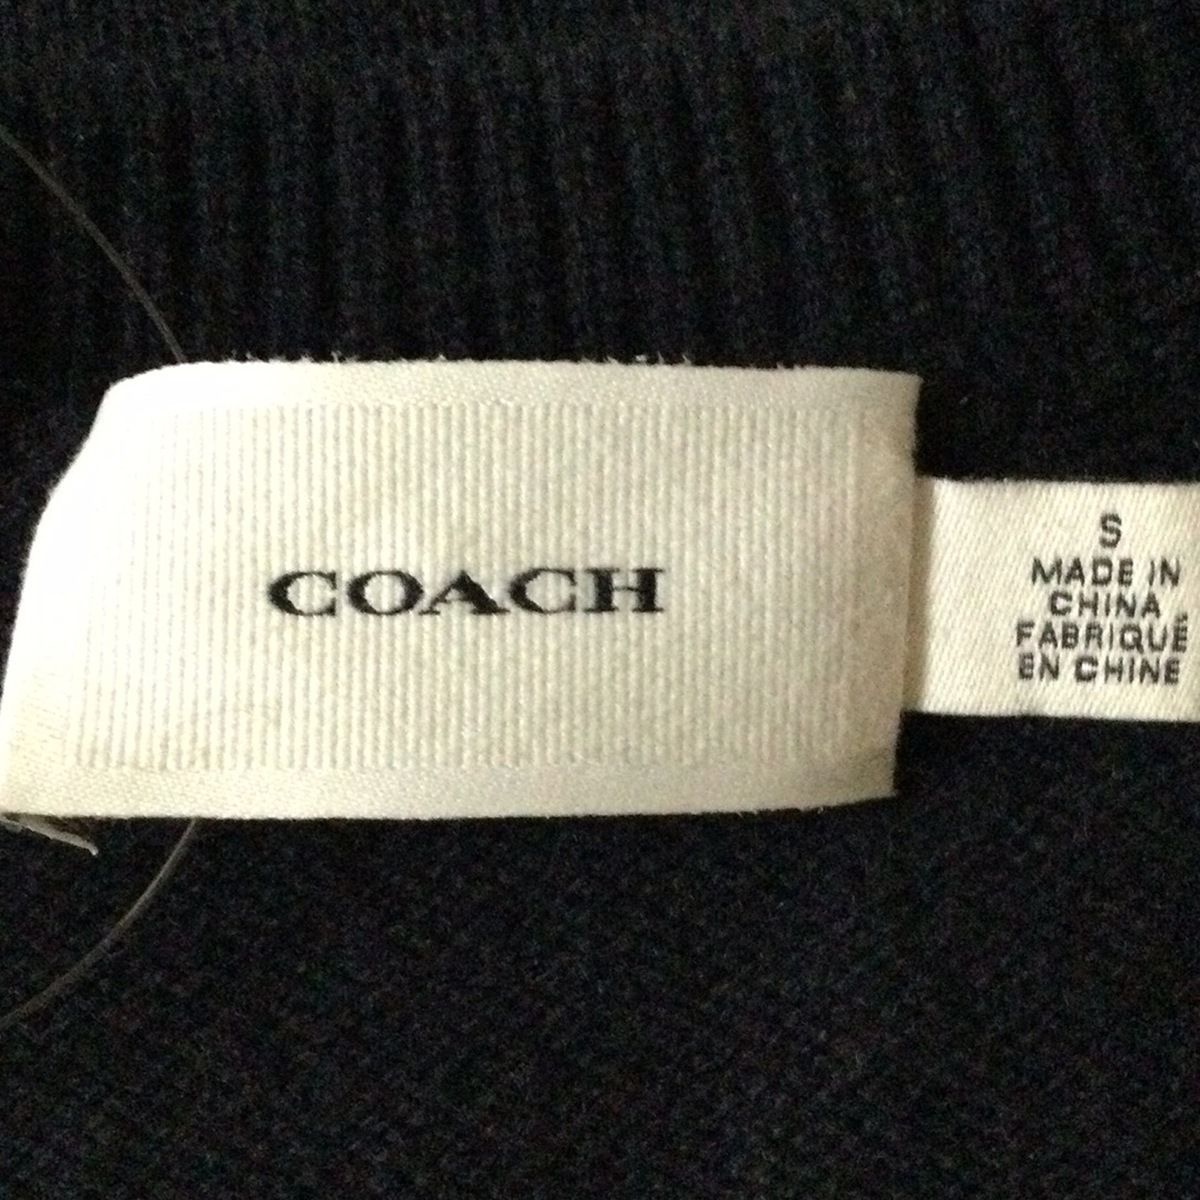 COACH
S
MADE IN
CHINA
FABRIQUÉ
EN CHINE